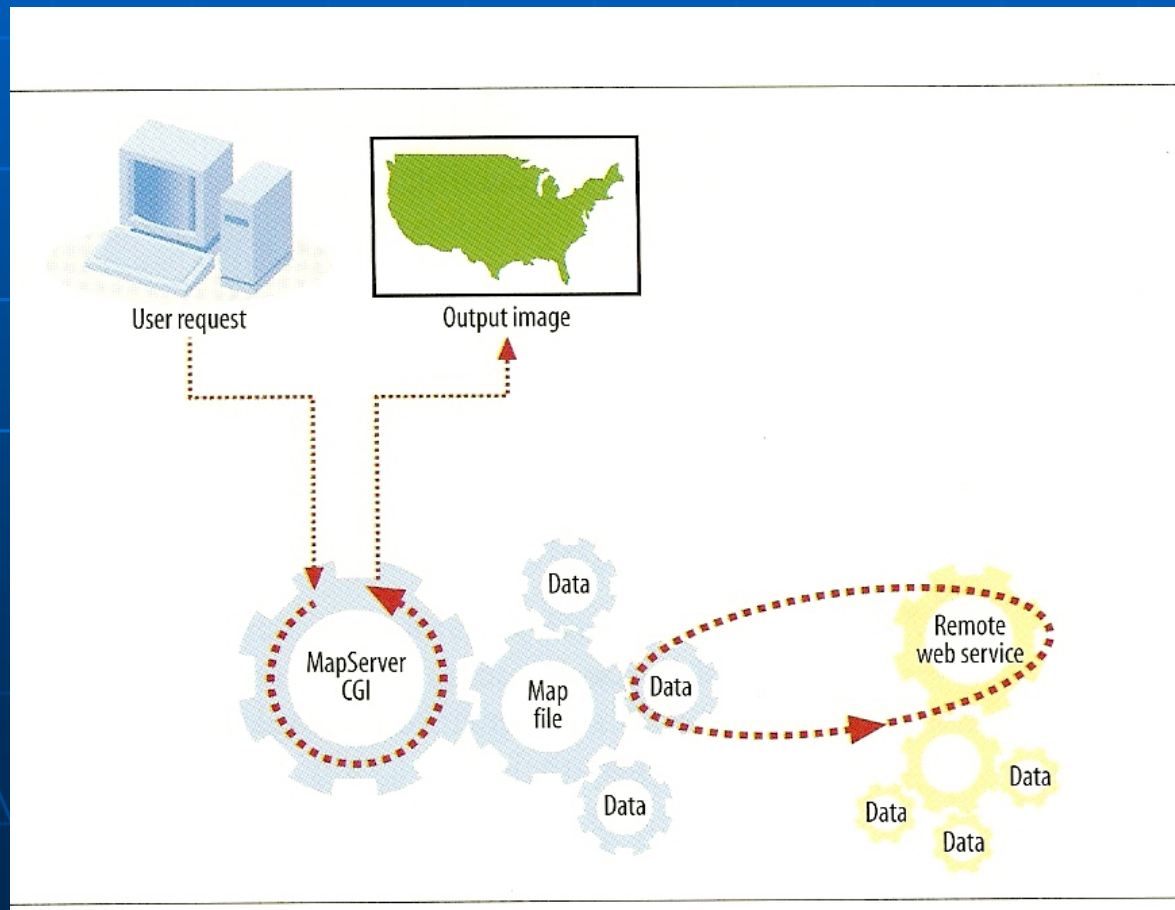 User request
Output image
Data
MapServer
CGI
Map
file
Data
Data
Remote
web service
Data
Data
Data